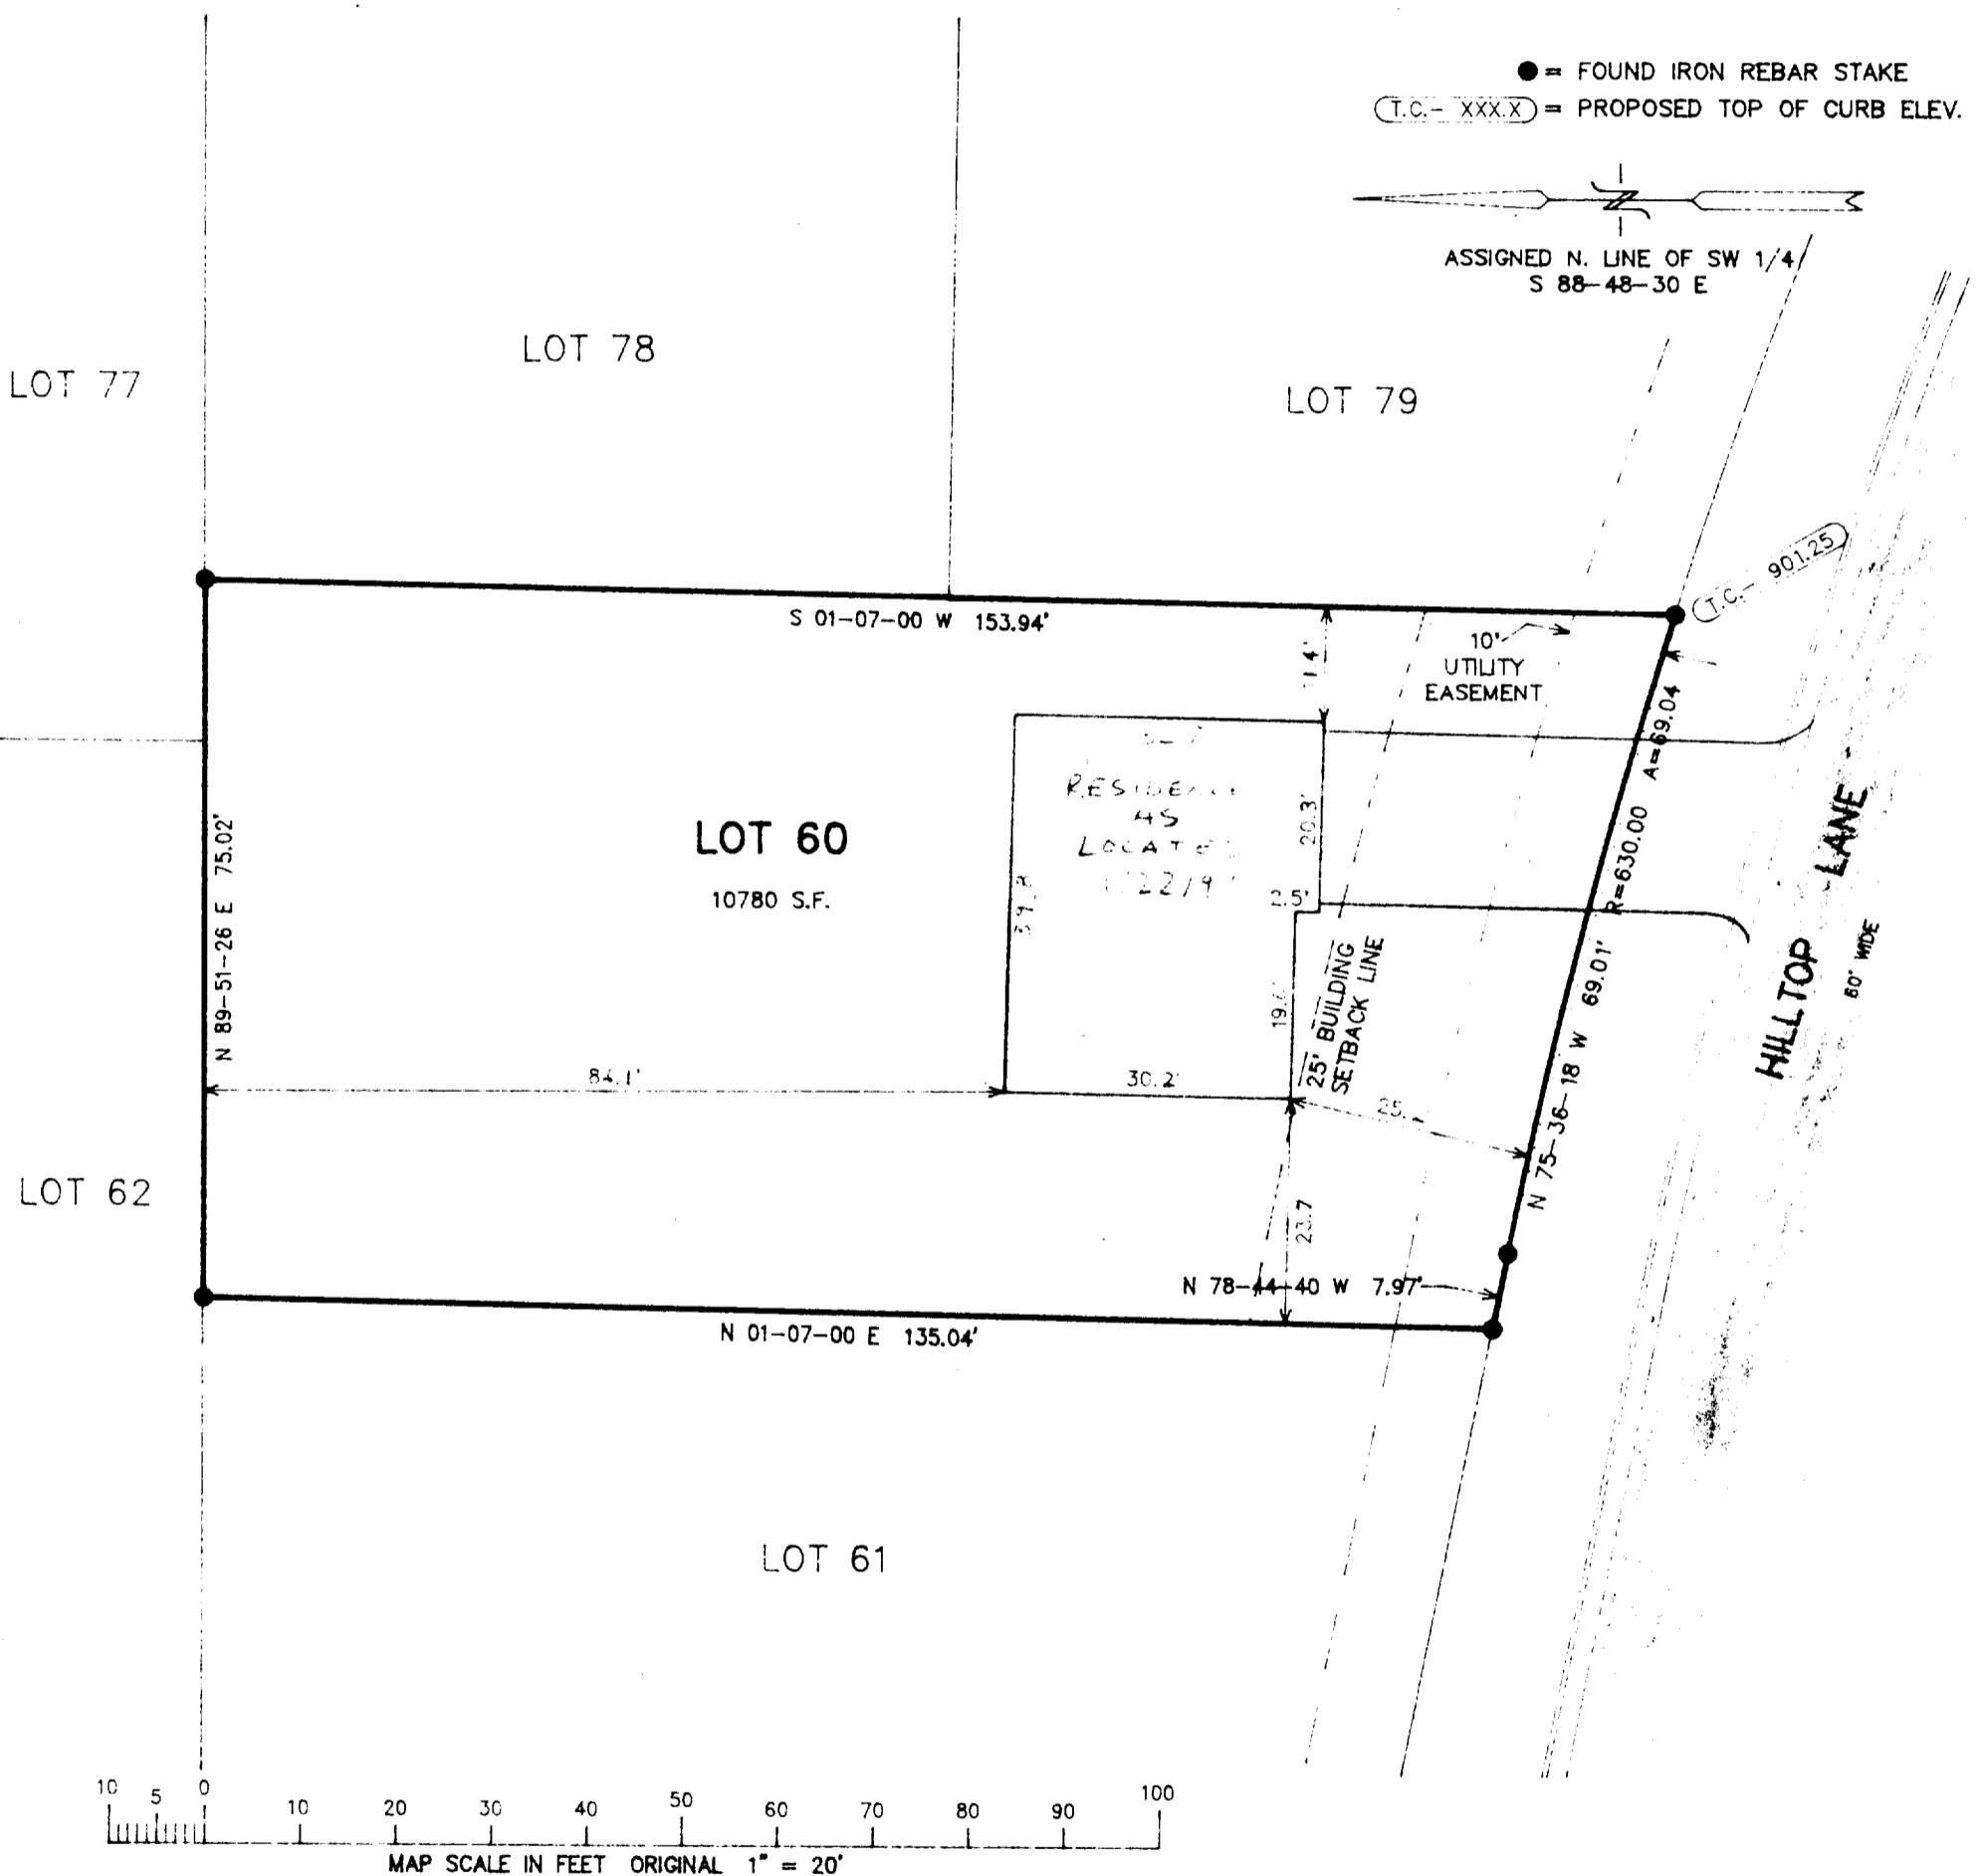 = FOUND IRON REBAR STAKE
T.C.- XXX.X = PROPOSED TOP OF CURB ELEV.
ASSIGNED N. LINE OF SW 1/4
S 88-48-30 E
LOT 78
LOT 77
LOT 79
T.C.- 901.25
S 01-07-00 W 153.94'
10'
UTILITY
EASEMENT
A=69.04
R=630.00
LOT 60
10780 S.F.
N 89-51-26 E 75.02'
AS
39.8
20.3'
2.5'
HILLTOP LANE
60' WIDE
25' BUILDING
SETBACK LINE
N 75-36-18 W 69.01'
84.1'
30.2'
23.7
LOT 62
N 78-44-40 W 7.97'
N 01-07-00 E 135.04'
LOT 61
10 5 0 10 20 30 40 50 60 70 80 90 100
MAP SCALE IN FEET ORIGINAL 1" = 20'